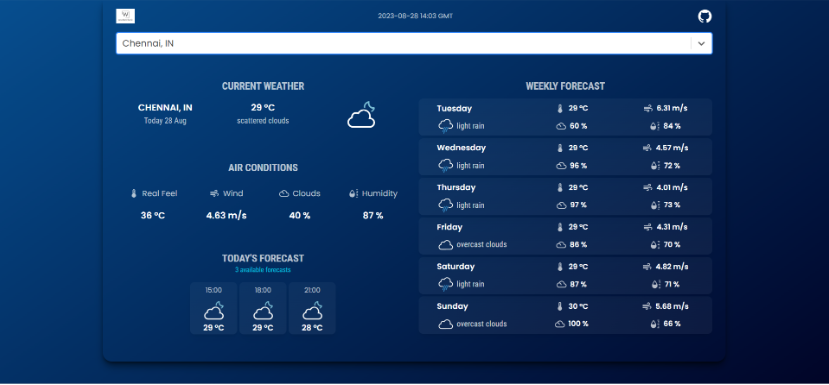 2023-08-28 14:03 GMT
Chennai, IN
CURRENT WEATHER
CHENNAI, IN
29 °C
Today 28 Aug
scattered clouds
AIR CONDITIONS
Real Feel
Wind
Clouds
Humidity
36 °C
4.63 m/s
40 %
87 %
TODAY'S FORECAST
3 available forecasts
15:00
18:00
21:00
29 °C
29 °C
28 °C
WEEKLY FORECAST
Tuesday 29 °C 6.31 m/s
light rain 60 % 84 %
Wednesday 29 °C 4.57 m/s
light rain 96 % 72 %
Thursday 29 °C 4.01 m/s
light rain 97 % 73 %
Friday 29 °C 4.31 m/s
overcast clouds 86 % 70 %
Saturday 29 °C 4.82 m/s
light rain 87 % 71 %
Sunday 30 °C 5.68 m/s
overcast clouds 100 % 66 %